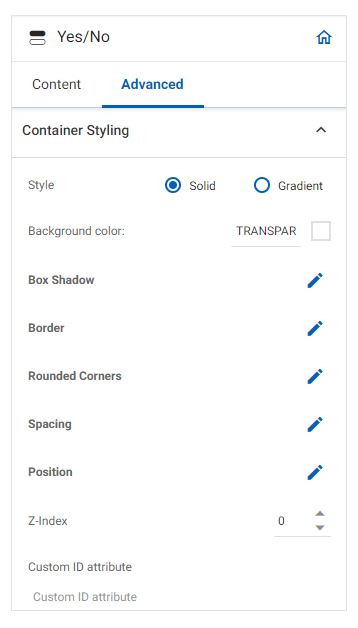 Yes/No
Content Advanced
Container Styling
Style Solid Gradient
Background color: TRANSPAR
Box Shadow
Border
Rounded Corners
Spacing
Position
Z-Index 0
Custom ID attribute
Custom ID attribute